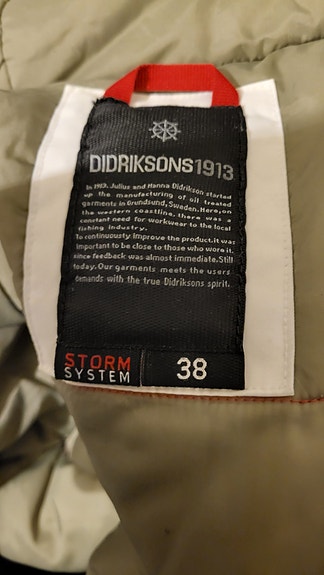 DIDRIKSONS1913
In 1913, Julius and Hanna Didrikson started
up the manufacturing of oil treated
garments in Grundsund, Sweden. Here, on
the western coastline, there was a
constant need for workwear to the local
fishing industry.
To continuously improve the product, it was
important to be close to those who wore it,
since feedback was almost immediate. Still
today. Our garments meets the users
demands with the true Didriksons spirit.
STORM
SYSTEM
38